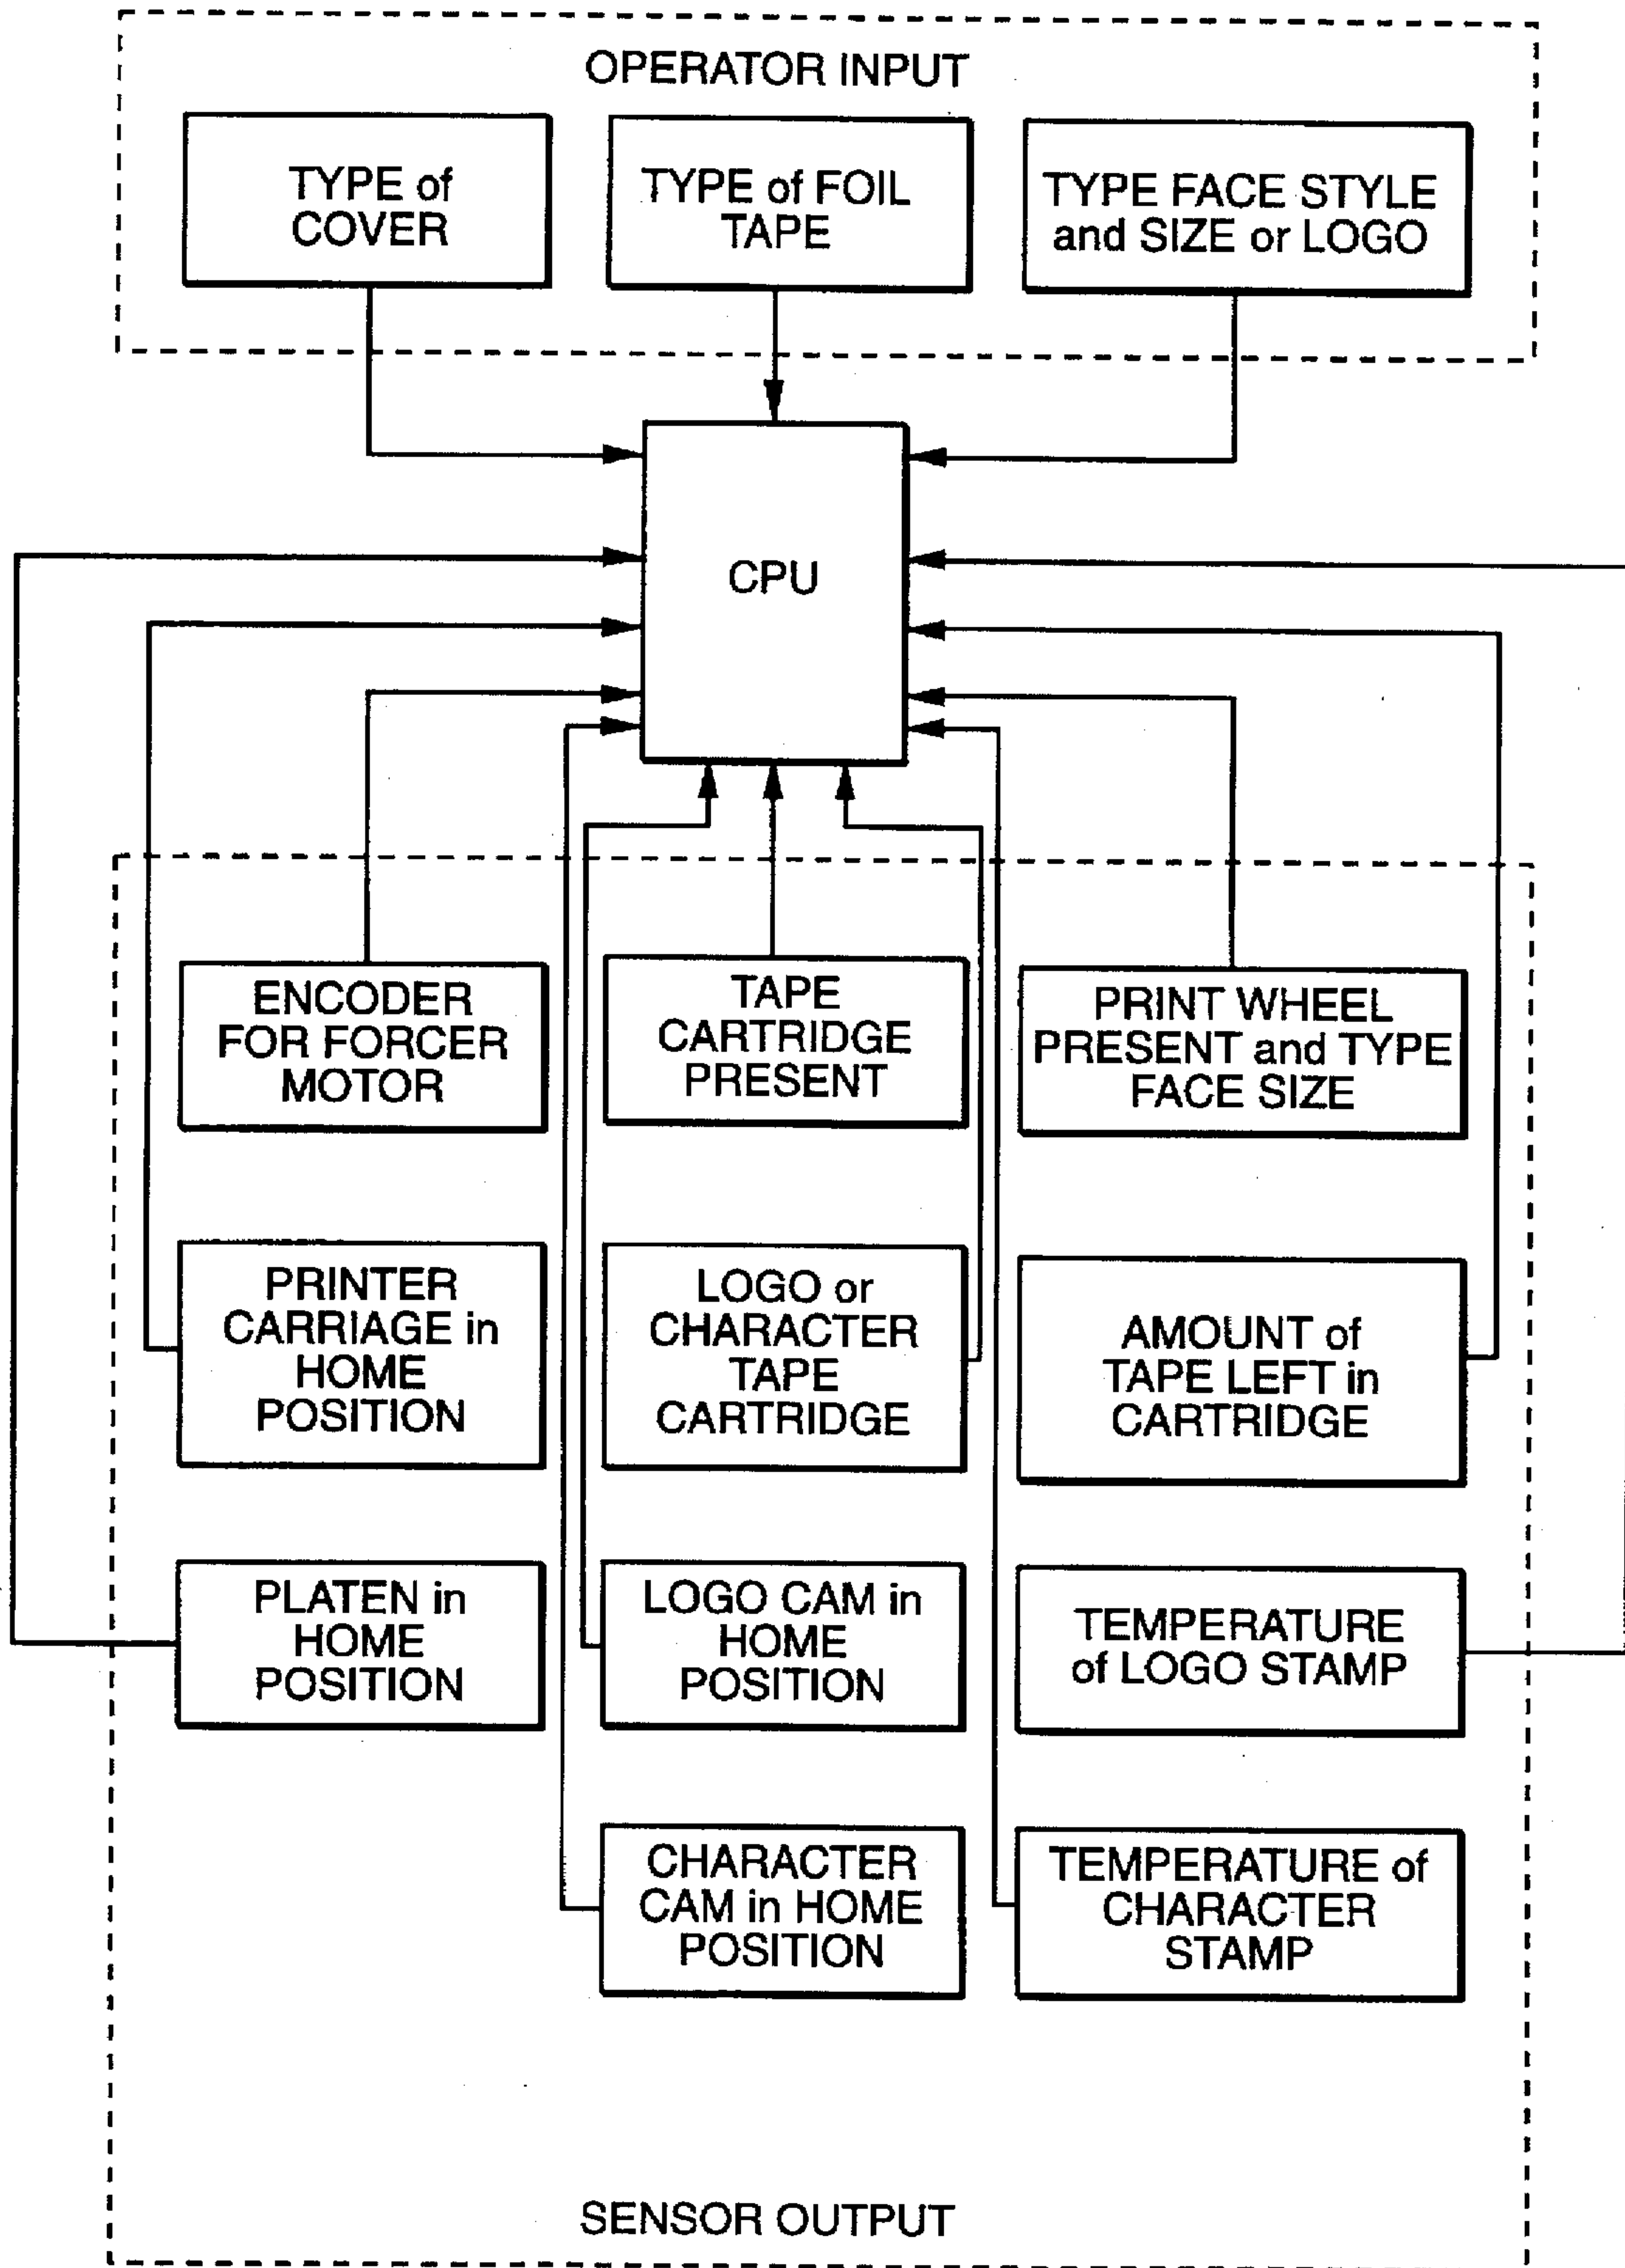 OPERATOR INPUT
TYPE of
COVER
TYPE of FOIL
TAPE
TYPE FACE STYLE
and SIZE or LOGO
CPU
ENCODER
FOR FORCER
MOTOR
TAPE
CARTRIDGE
PRESENT
PRINT WHEEL
PRESENT and TYPE
FACE SIZE
PRINTER
CARRIAGE in
HOME
POSITION
LOGO or
CHARACTER
TAPE
CARTRIDGE
AMOUNT of
TAPE LEFT in
CARTRIDGE
PLATEN in
HOME
POSITION
LOGO CAM in
HOME
POSITION
TEMPERATURE
of LOGO STAMP
CHARACTER
CAM in HOME
POSITION
TEMPERATURE of
CHARACTER
STAMP
SENSOR OUTPUT